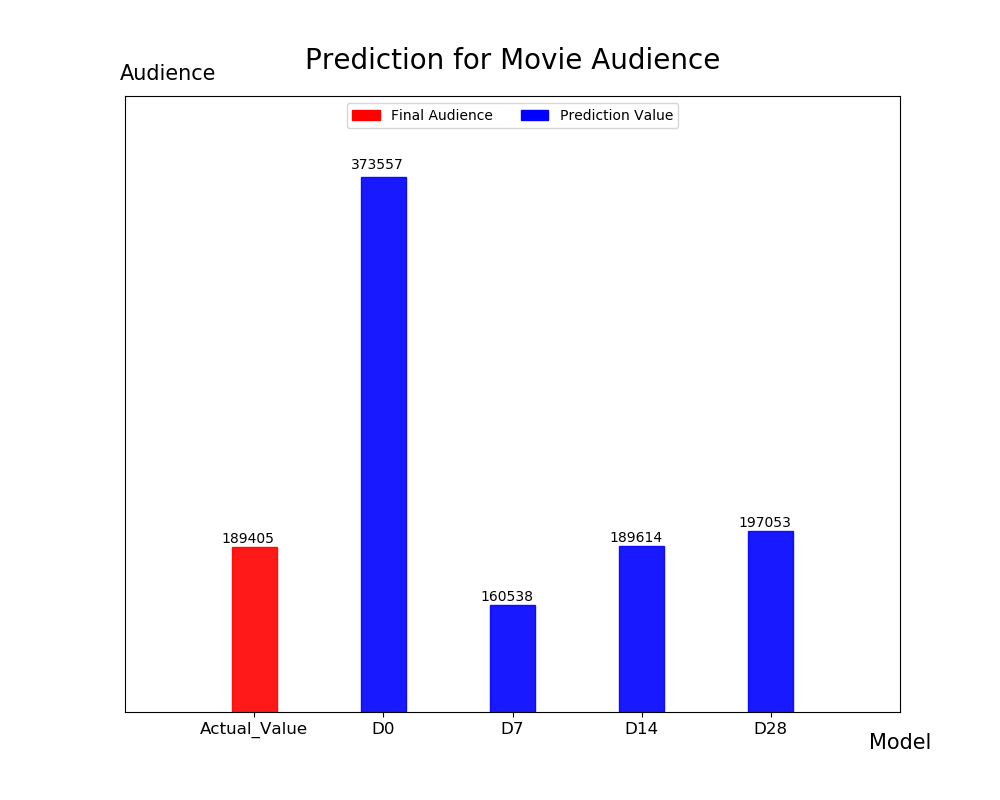 Prediction for Movie Audience
Audience
Final Audience
Prediction Value
373557
189405
160538
189614
197053
Actual_Value
D0
D7
D14
D28
Model